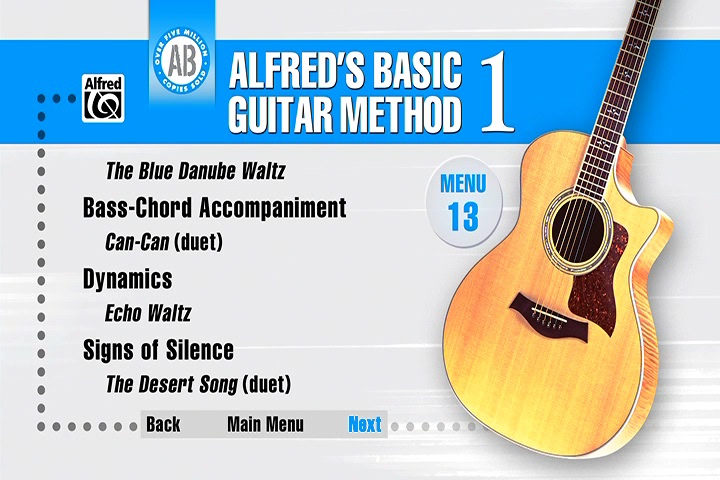 OVER FIVE MILLION
AB
COPIES SOLD
Alfred
ALFRED'S BASIC
GUITAR METHOD 1
The Blue Danube Waltz
MENU
13
Bass-Chord Accompaniment
Can-Can (duet)
Dynamics
Echo Waltz
Signs of Silence
The Desert Song (duet)
Back Main Menu Next